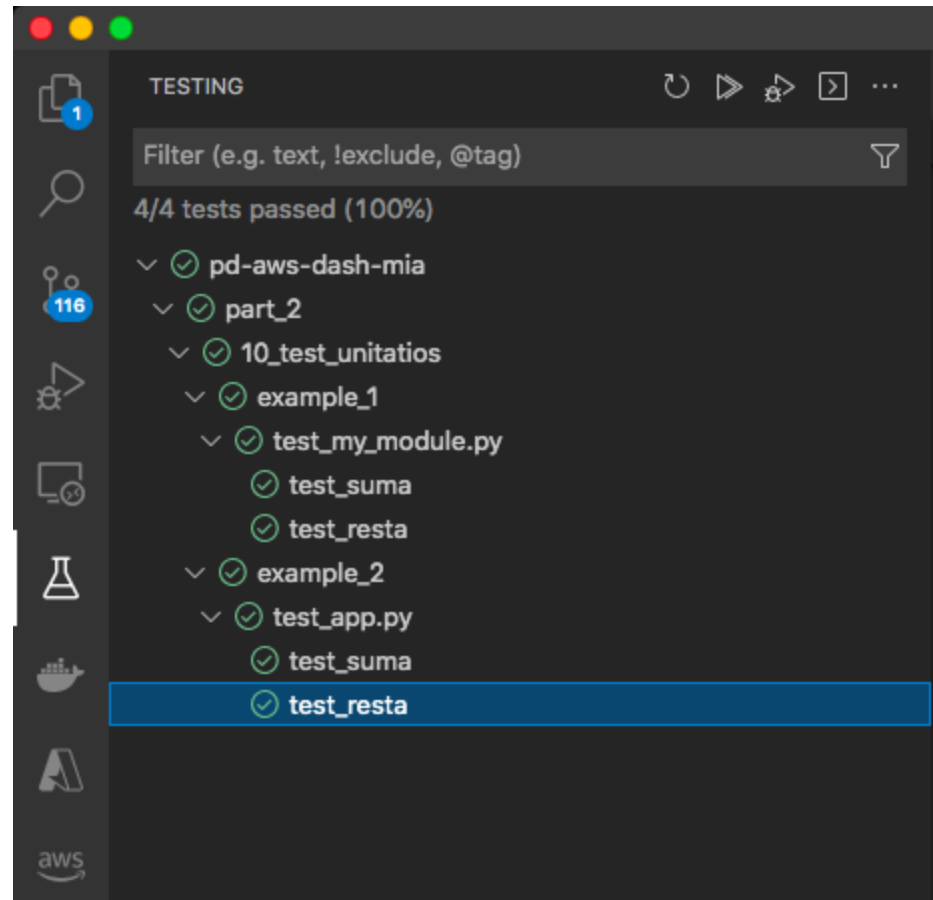 TESTING
1
Filter (e.g. text, !exclude, @tag)
4/4 tests passed (100%)
pd-aws-dash-mia
116
part_2
10_test_unitatios
example_1
test_my_module.py
test_suma
test_resta
example_2
test_app.py
test_suma
test_resta
aws